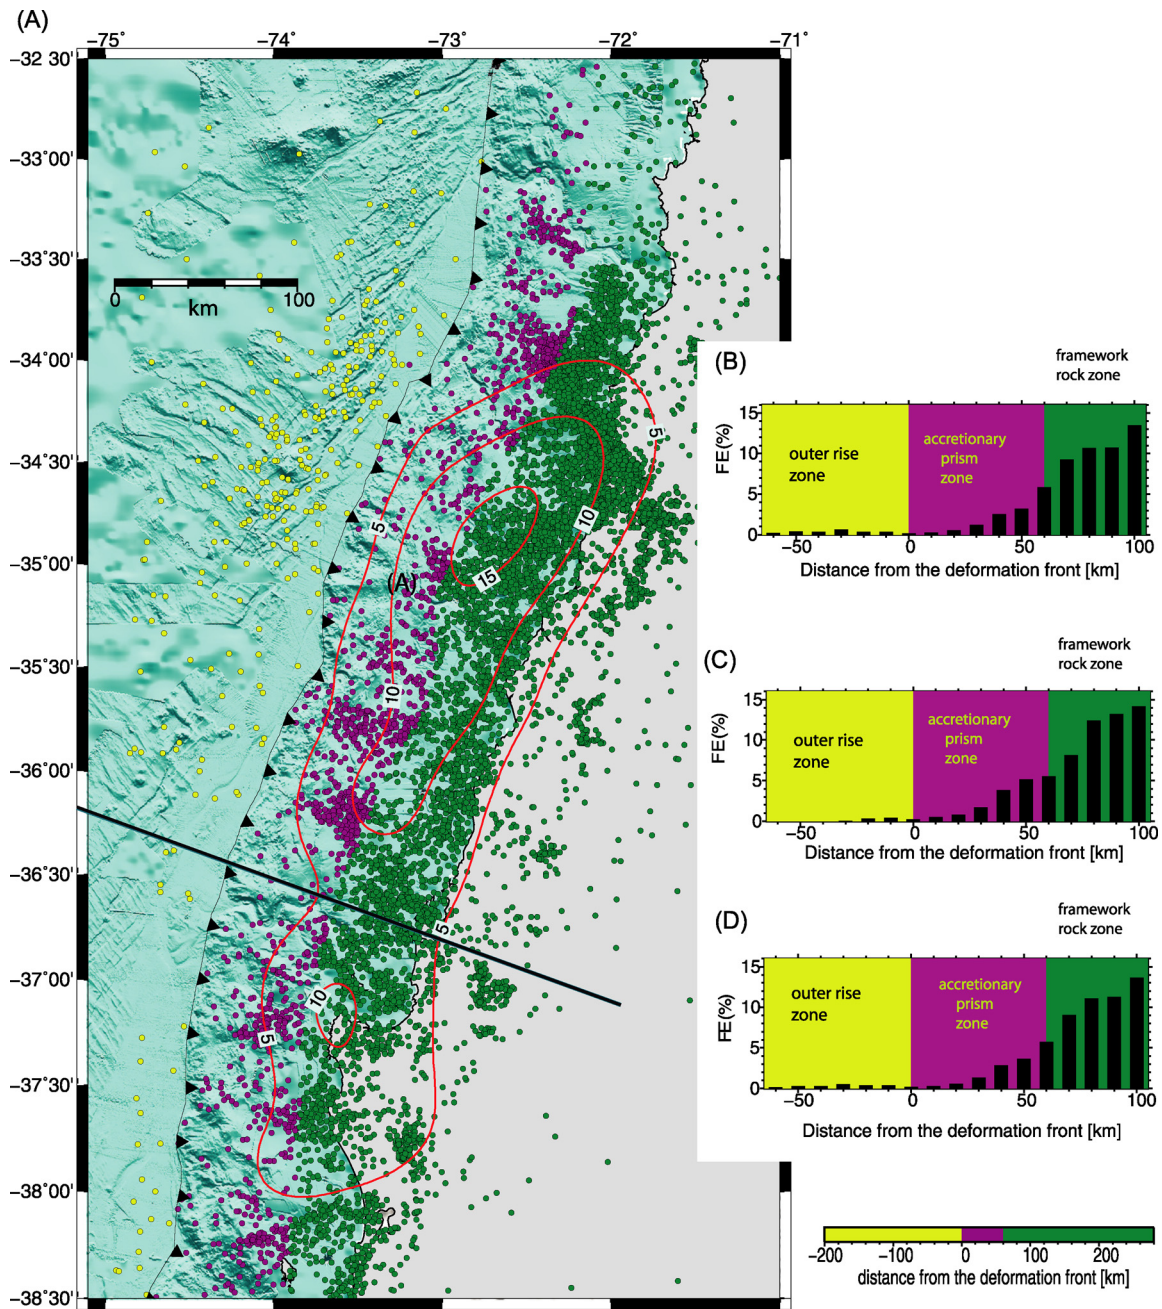 (A)
−75˚
−74˚
−73˚
−72˚
−71˚
−32˚30'
−33˚00'
−33˚30'
−34˚00'
−34˚30'
−35˚00'
−35˚30'
−36˚00'
−36˚30'
−37˚00'
−37˚30'
−38˚00'
−38˚30'
0 100
km
5
5
10
15
(A)
10
5
10
5
(B)
framework
rock zone
15
10
5
0
FE(%)
outer rise
zone
accretionary
prism
zone
−50 0 50 100
Distance from the deformation front [km]
(C)
framework
rock zone
15
10
5
0
FE(%)
outer rise
zone
accretionary
prism
zone
−50 0 50 100
Distance from the deformation front [km]
(D)
framework
rock zone
15
10
5
0
FE(%)
outer rise
zone
accretionary
prism
zone
−50 0 50 100
Distance from the deformation front [km]
−200 −100 0 100 200
distance from the deformation front [km]